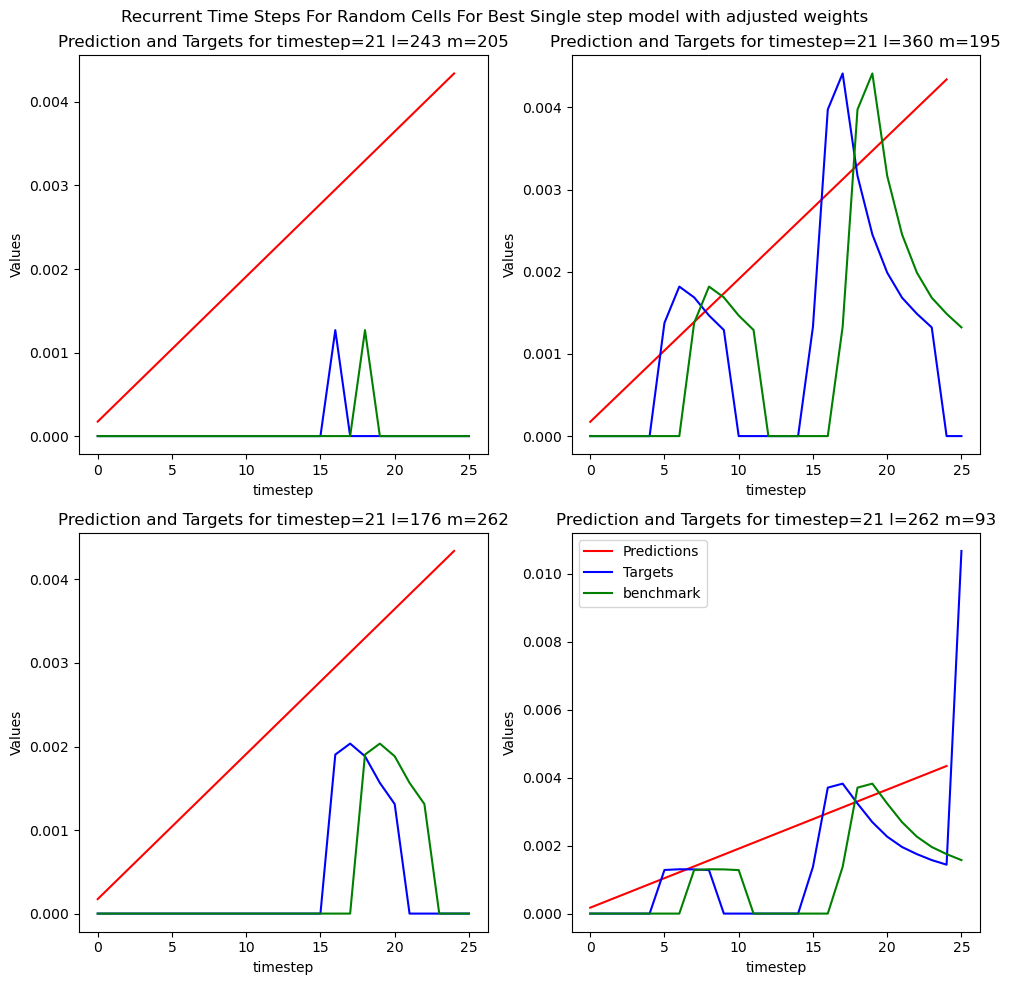 Recurrent Time Steps For Random Cells For Best Single step model with adjusted weights
Prediction and Targets for timestep=21 l=243 m=205
Values
0.004
0.003
0.002
0.001
0.000
0 5 10 15 20 25
timestep
Prediction and Targets for timestep=21 l=360 m=195
Values
0.004
0.003
0.002
0.001
0.000
0 5 10 15 20 25
timestep
Prediction and Targets for timestep=21 l=176 m=262
Values
0.004
0.003
0.002
0.001
0.000
0 5 10 15 20 25
timestep
Prediction and Targets for timestep=21 l=262 m=93
Predictions
Targets
benchmark
Values
0.010
0.008
0.006
0.004
0.002
0.000
0 5 10 15 20 25
timestep